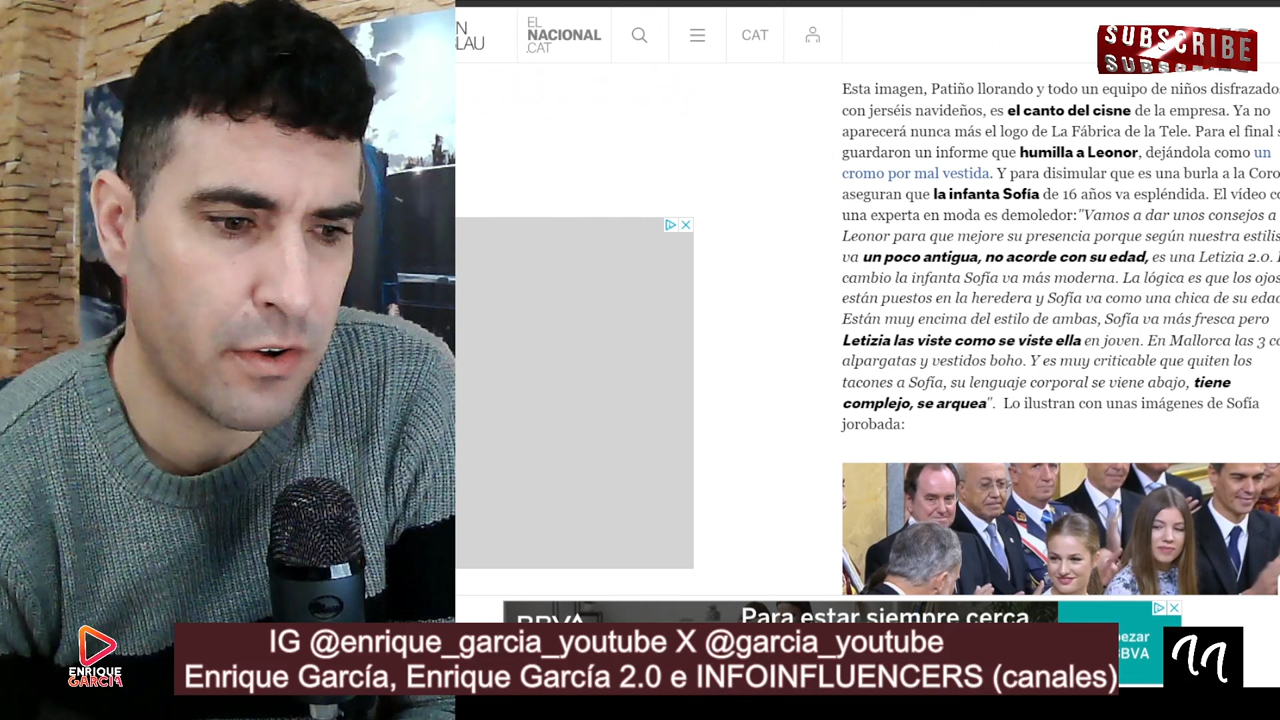 EL
NACIONAL
.CAT
CAT
SUBSCRIBE
Esta imagen, Patiño llorando y todo un equipo de niños disfrazado
con jerséis navideños, es el canto del cisne de la empresa. Ya no
aparecerá nunca más el logo de La Fábrica de la Tele. Para el final
guardaron un informe que humilla a Leonor, dejándola como un
cromo por mal vestida. Y para disimular que es una burla a la Coro
aseguran que la infanta Sofía de 16 años va espléndida. El vídeo
una experta en moda es demoledor:"Vamos a dar unos consejos a
Leonor para que mejore su presencia porque según nuestra estilis
va un poco antigua, no acorde con su edad, es una Letizia 2.0.
cambio la infanta Sofía va más moderna. La lógica es que los ojos
están puestos en la heredera y Sofía va como una chica de su edad
Están muy encima del estilo de ambas, Sofía va más fresca pero
Letizia las viste como se viste ella en joven. En Mallorca las 3 co
alpargatas y vestidos boho. Y es muy criticable que quiten los
tacones a Sofía, su lenguaje corporal se viene abajo, tiene
complejo, se arquea". Lo ilustran con unas imágenes de Sofía
jorobada:
BBVA
Para estar siempre cerca
IG @enrique_garcia_youtube X @garcia_youtube
Enrique García, Enrique García 2.0 e INFOINFLUENCERS (canales)
ENRIQUE
GARCÍA